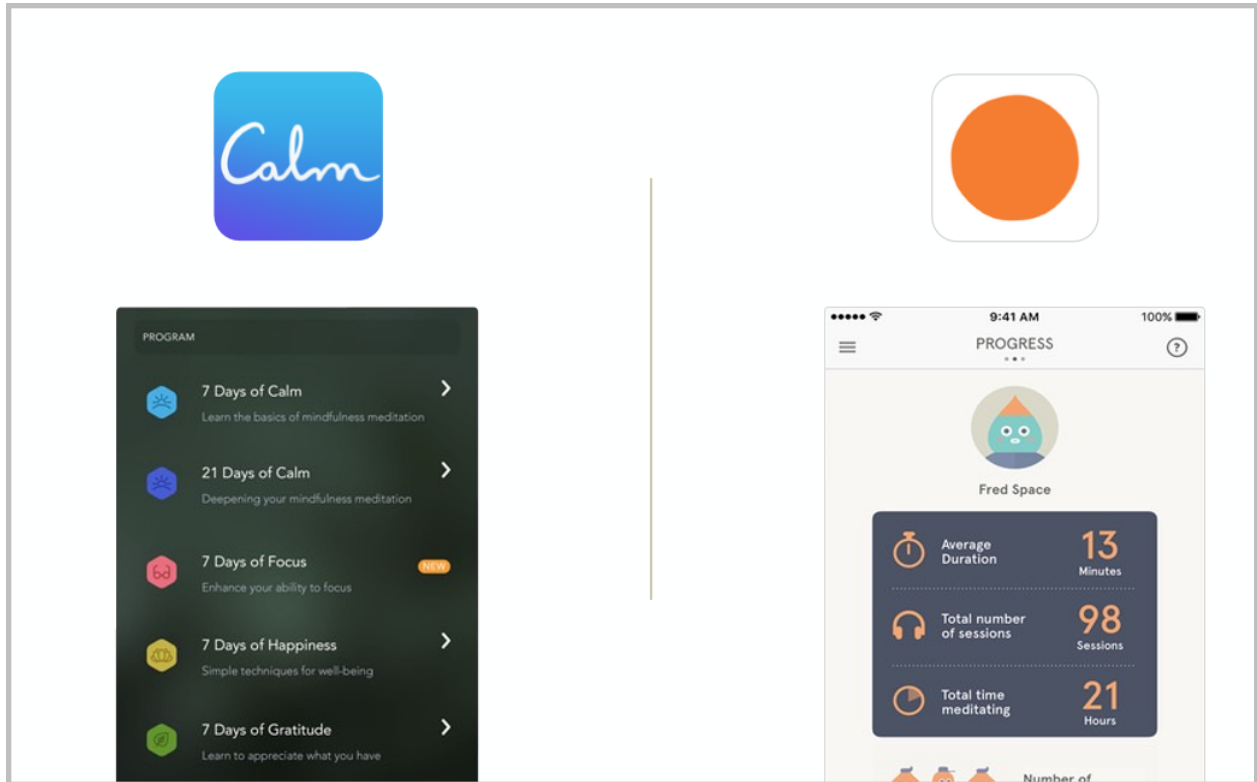 Calm
PROGRAM
7 Days of Calm
Learn the basics of mindfulness meditation
21 Days of Calm
Deepening your mindfulness meditation
7 Days of Focus
NEW
Enhance your ability to focus
7 Days of Happiness
Simple techniques for well-being
7 Days of Gratitude
Learn to appreciate what you have
9:41 AM
100%
PROGRESS
?
Fred Space
Average
Duration
13
Minutes
Total number
of sessions
98
Sessions
Total time
meditating
21
Hours
Number of